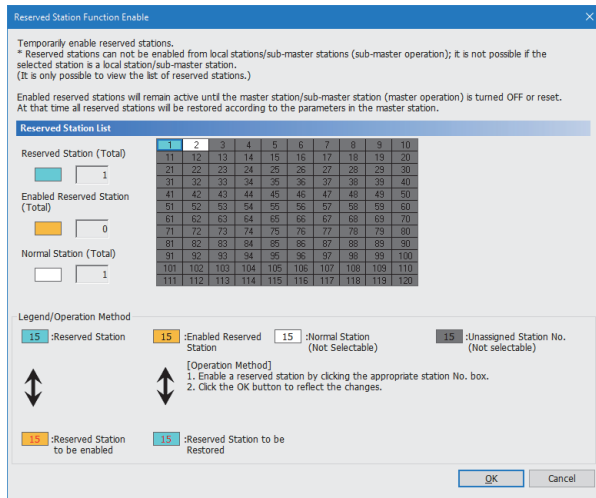 Reserved Station Function Enable
Temporarily enable reserved stations.
* Reserved stations can not be enabled from local stations/sub-master stations (sub-master operation); it is not possible if the
selected station is a local station/sub-master station.
(It is only possible to view the list of reserved stations.)
Enabled reserved stations will remain active until the master station/sub-master station (master operation) is turned OFF or reset.
At that time all reserved stations will be restored according to the parameters in the master station.
Reserved Station List
Reserved Station (Total)
1
Enabled Reserved Station
(Total)
0
Normal Station (Total)
1
1 2 3 4 5 6 7 8 9 10
11 12 13 14 15 16 17 18 19 20
21 22 23 24 25 26 27 28 29 30
31 32 33 34 35 36 37 38 39 40
41 42 43 44 45 46 47 48 49 50
51 52 53 54 55 56 57 58 59 60
61 62 63 64 65 66 67 68 69 70
71 72 73 74 75 76 77 78 79 80
81 82 83 84 85 86 87 88 89 90
91 92 93 94 95 96 97 98 99 100
101 102 103 104 105 106 107 108 109 110
111 112 113 114 115 116 117 118 119 120
Legend/Operation Method
15 :Reserved Station
15 :Enabled Reserved
Station
15 :Normal Station
(Not Selectable)
15 :Unassigned Station No.
(Not selectable)
[Operation Method]
1. Enable a reserved station by clicking the appropriate station No. box.
2. Click the OK button to reflect the changes.
15 :Reserved Station
to be enabled
15 :Reserved Station to be
Restored
OK
Cancel